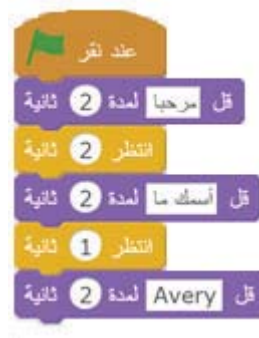 عند نقر
قل مرحبا لمدة 2 ثانية
انتظر 2 ثانية
قل أسمك ما لمدة 2 ثانية
انتظر 1 ثانية
قل Avery لمدة 2 ثانية